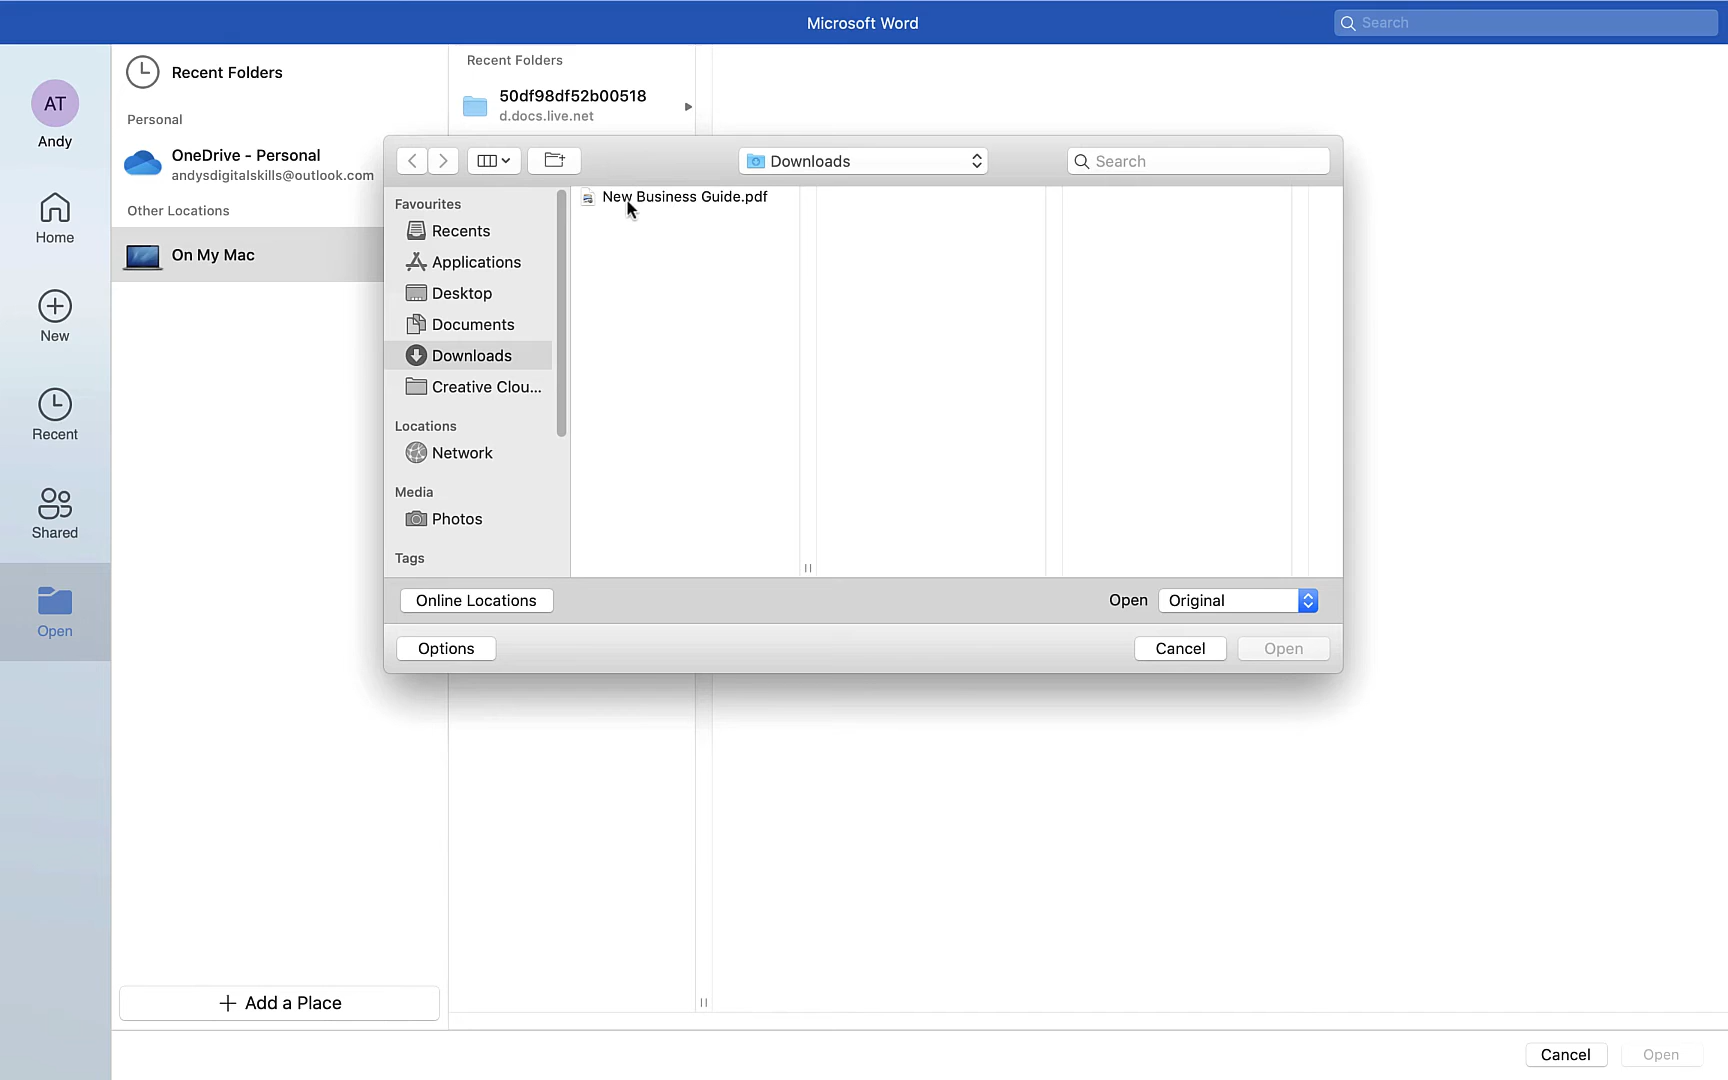 Microsoft Word
Search
AT
Andy
Home
New
Recent
Shared
Open
Recent Folders
Personal
OneDrive - Personal
andysdigitalskills@outlook.com
Other Locations
On My Mac
Add a Place
Recent Folders
50df98df52b00518
d.docs.live.net
Downloads
Search
Favourites
Recents
Applications
Desktop
Documents
Downloads
Creative Clou...
Locations
Network
Media
Photos
Tags
New Business Guide.pdf
Online Locations
Open Original
Options
Cancel Open
Cancel Open